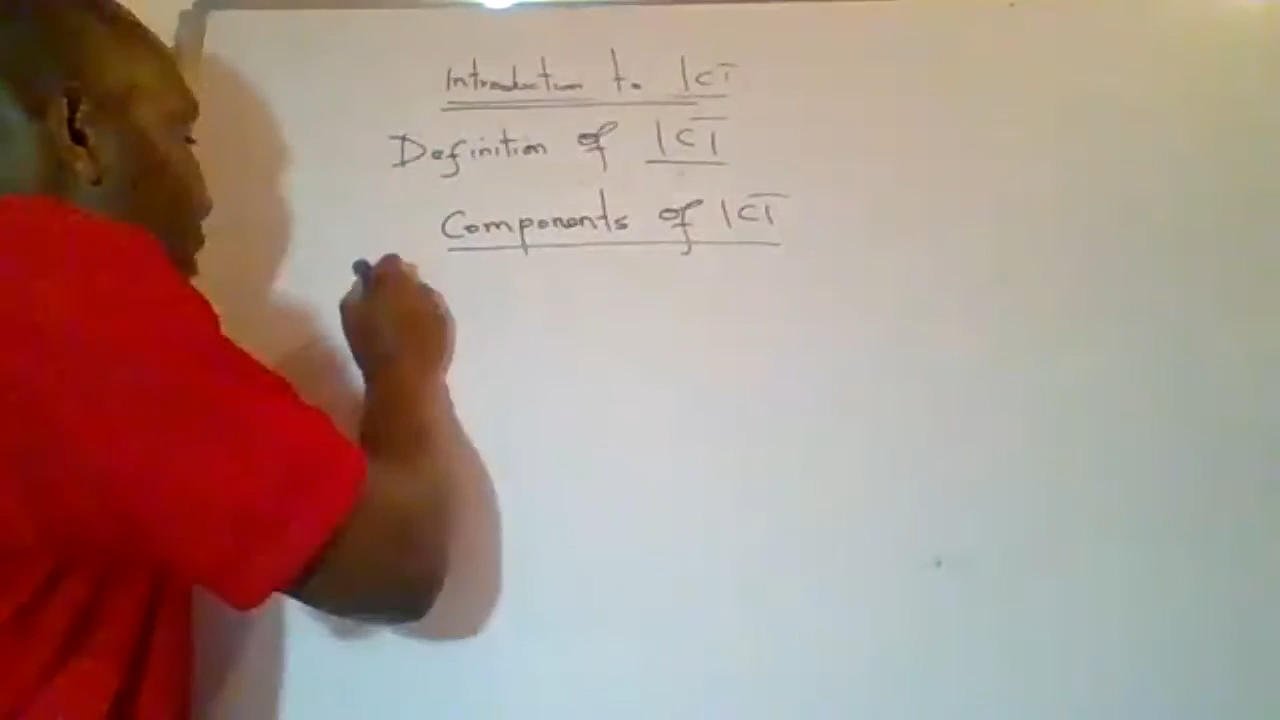 Introduction to ICT
Definition of ICT
Components of ICT